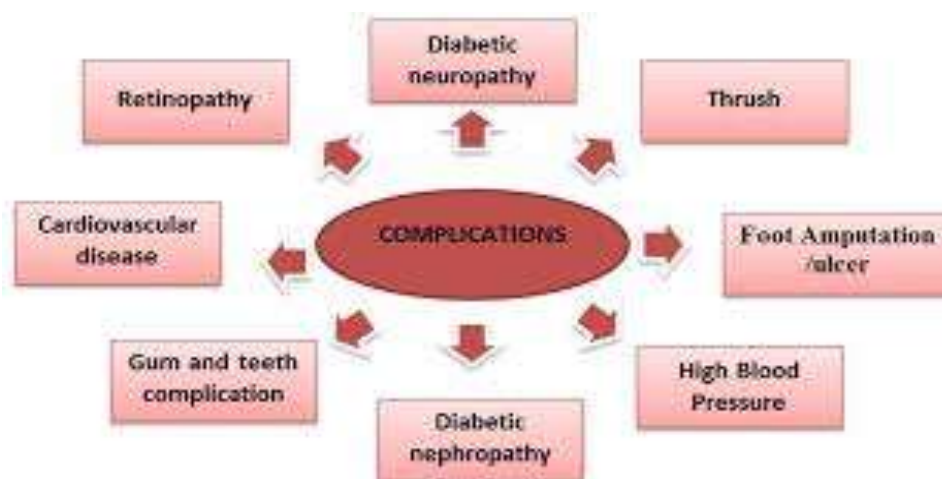 Diabetic
neuropathy
Retinopathy
Thrush
COMPLICATIONS
Cardiovascular
disease
Foot Amputation
/ulcer
Gum and teeth
complication
High Blood
Pressure
Diabetic
nephropathy